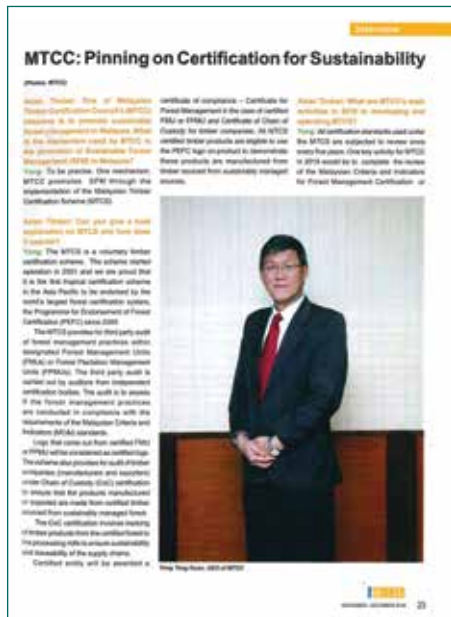 Interview
MTCC: Pinning on Certification for Sustainability
(Photos: MTCC)
Asian Timber: One of Malaysian
Timber Certification Council's (MTCC)
missions is to promote sustainable
forest management in Malaysia. What
is the mechanism used by MTCC in
the promotion of Sustainable Forest
Management (SFM) in Malaysia?
Yong: To be precise: One mechanism
MTCC promotes SFM through the
implementation of the Malaysian Timber
Certification Scheme (MTCS).
Asian Timber: Can you give a brief
explanation on MTCS and how does
it operate?
Yong: The MTCS is a voluntary timber
certification scheme. The scheme started
operation in 2001 and we are proud that
it is the first tropical certification scheme
in the Asia Pacific to be endorsed by the
world's largest forest certification system,
the Programme for Endorsement of Forest
Certification (PEFC) since 2009.
The MTCS provides for third party audit
of forest management practices within
designated Forest Management Units
(FMUs) or Forest Plantation Management
Units (FPMUs). The third party audit is
carried out by auditors from independent
certification bodies. The audit is to assess
if the forest management practices
are conducted in compliance with the
requirements of the Malaysian Criteria and
Indicators (MC&I) standards.
Logs that come out from certified FMU
or FPMU will be considered as certified logs.
The scheme also provides for audit of timber
companies (manufacturers and exporters)
under Chain of Custody (CoC) certification
to ensure that the products manufactured
or exported are made from certified timber
sourced from sustainably managed forest.
The CoC certification involves tracking
of timber products from the certified forest to
the processing mills to ensure sustainability
and traceability of the supply chains.
Certified entity will be awarded a
certificate of compliance – Certificate for
Forest Management in the case of certified
FMU or FPMU and Certificate of Chain of
Custody for timber companies. All MTCS
certified timber products are eligible to use
the PEFC logo on-product to demonstrate
these products are manufactured from
timber sourced from sustainably managed
sources.
Asian Timber: What are MTCC's main
activities in 2019 in developing and
operating MTCS?
Yong: All certification standards used under
the MTCS are subjected to review once
every five years. One key activity for MTCC
in 2019 would be to complete the review
of the Malaysian Criteria and Indicators
for Forest Management Certification or
Yong Teng Koon, CEO of MTCC
23